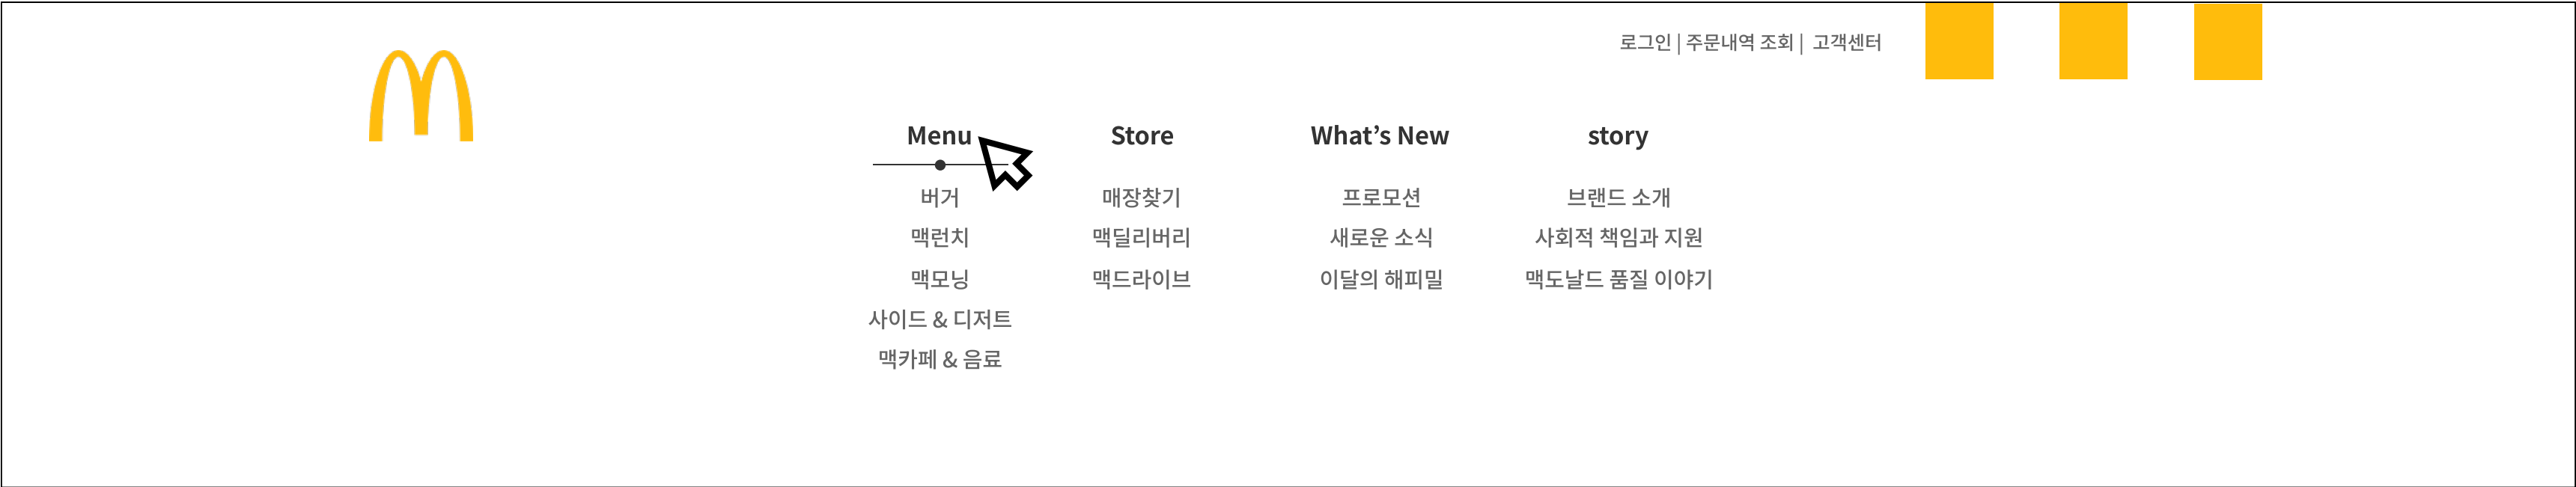 로그인 | 주문내역 조회 | 고객센터
Menu
버거
맥런치
맥모닝
사이드 & 디저트
맥카페 & 음료
Store
매장찾기
맥딜리버리
맥드라이브
What’s New
프로모션
새로운 소식
이달의 해피밀
story
브랜드 소개
사회적 책임과 지원
맥도날드 품질 이야기